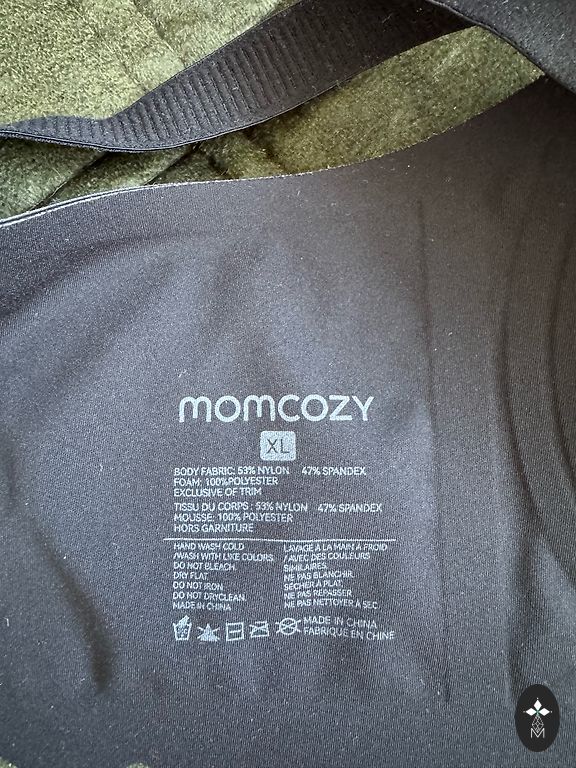 momcozy
XL
BODY FABRIC: 53% NYLON 47% SPANDEX
FOAM: 100%POLYESTER
EXCLUSIVE OF TRIM
TISSU DU CORPS : 53% NYLON 47% SPANDEX
MOUSSE: 100% POLYESTER
HORS GARNITURE
HAND WASH COLD
/WASH WITH LIKE COLORS.
DO NOT BLEACH.
DRY FLAT.
DO NOT IRON
DO NOT DRYCLEAN.
MADE IN CHINA
LAVAGE À LA MAIN À FROID
/ AVEC DES COULEURS
SIMILAIRES.
NE PAS BLANCHIR.
SÉCHER À PLAT.
NE PAS REPASSER.
NE PAS NETTOYER À SEC
MADE IN CHINA
FABRIQUÉ EN CHINE
M